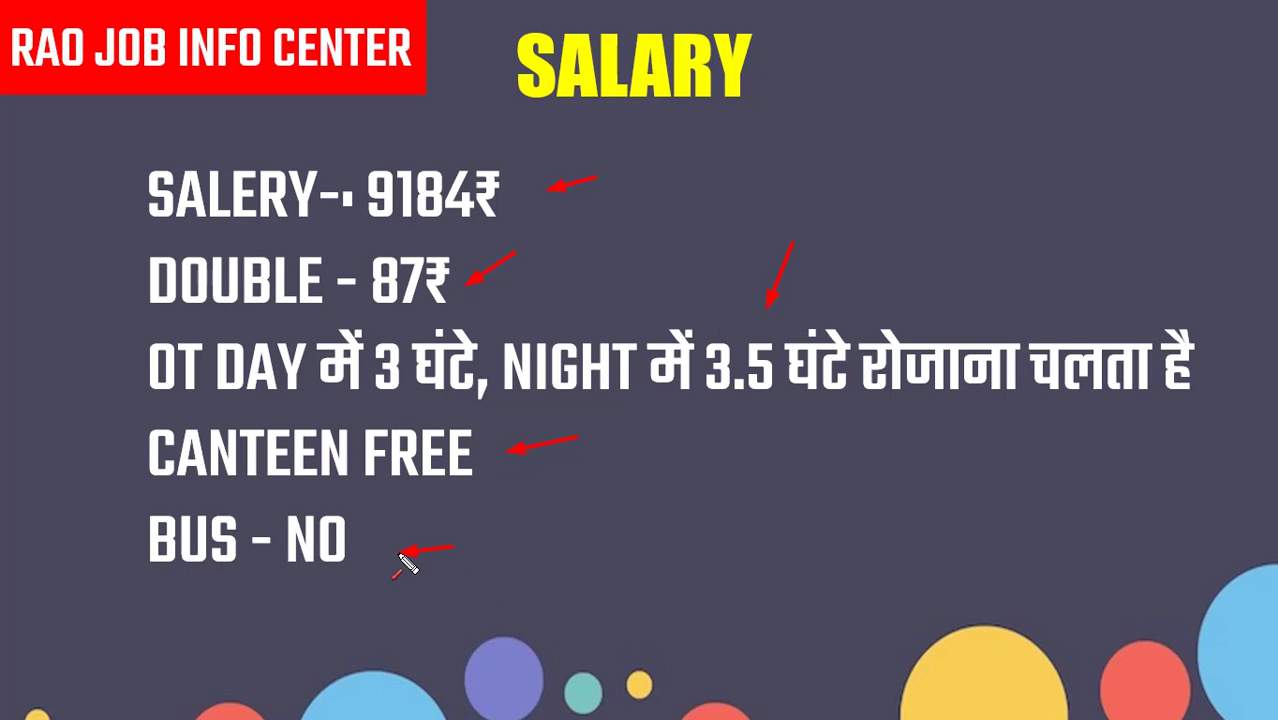 RAO JOB INFO CENTER
SALARY
SALERY-: 9184₹
DOUBLE - 87₹
OT DAY में 3 घंटे, NIGHT में 3.5 घंटे रोजाना चलता है
CANTEEN FREE
BUS - NO